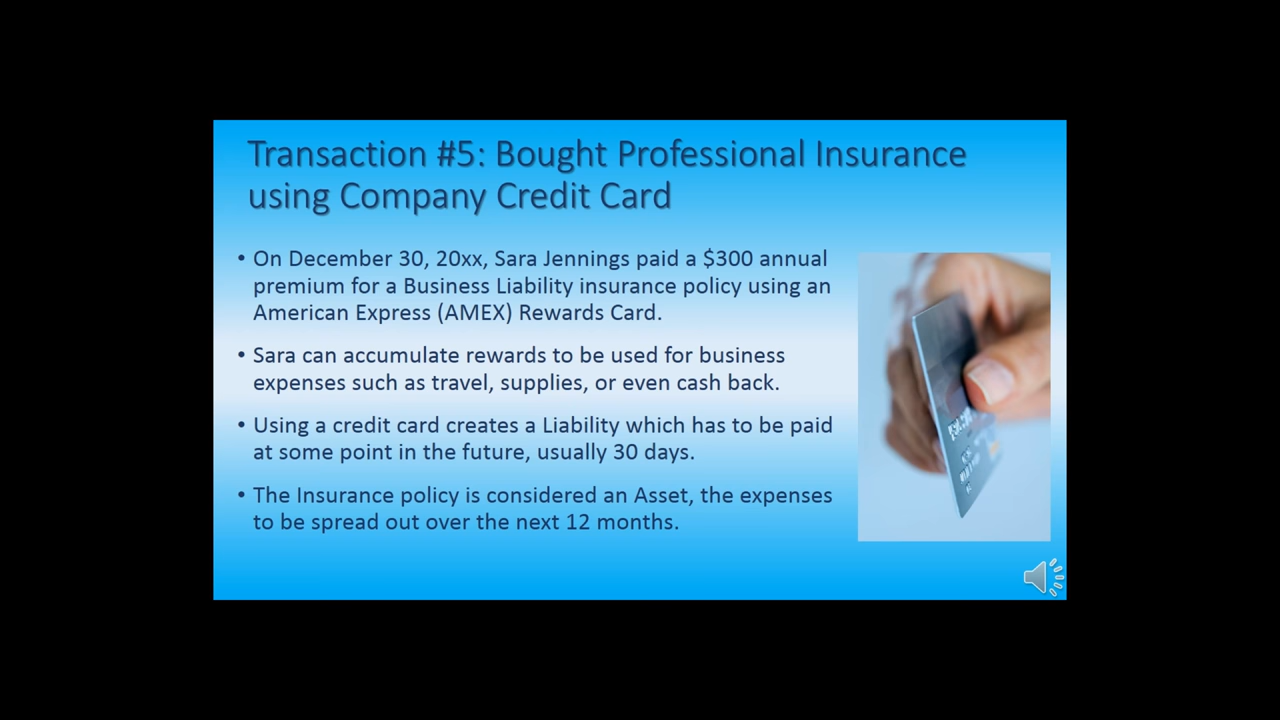 Transaction #5: Bought Professional Insurance
using Company Credit Card
• On December 30, 20xx, Sara Jennings paid a $300 annual
premium for a Business Liability insurance policy using an
American Express (AMEX) Rewards Card.
• Sara can accumulate rewards to be used for business
expenses such as travel, supplies, or even cash back.
• Using a credit card creates a Liability which has to be paid
at some point in the future, usually 30 days.
• The Insurance policy is considered an Asset, the expenses
to be spread out over the next 12 months.